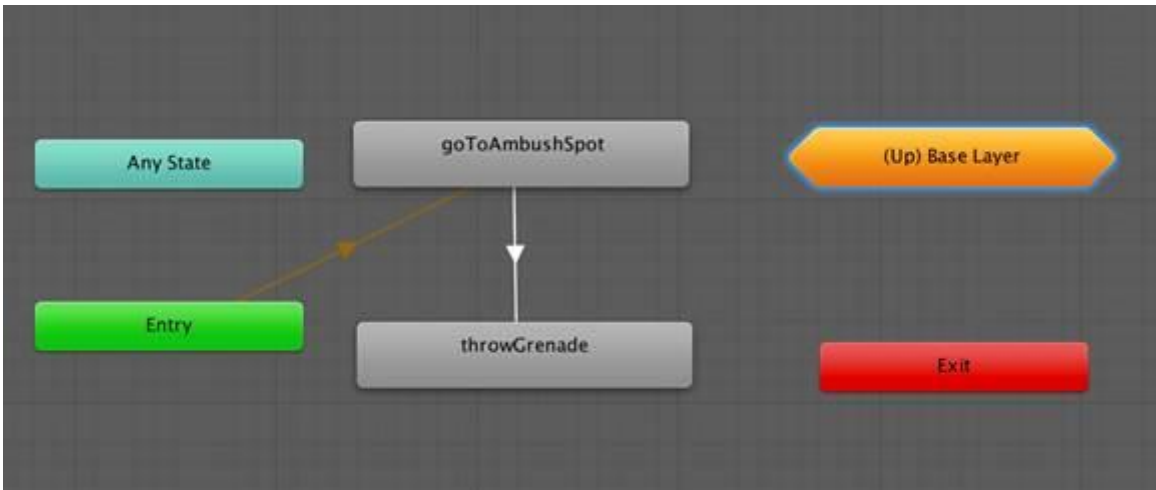 goToAmbushSpot
Any State
(Up) Base Layer
Entry
throwGrenade
Exit